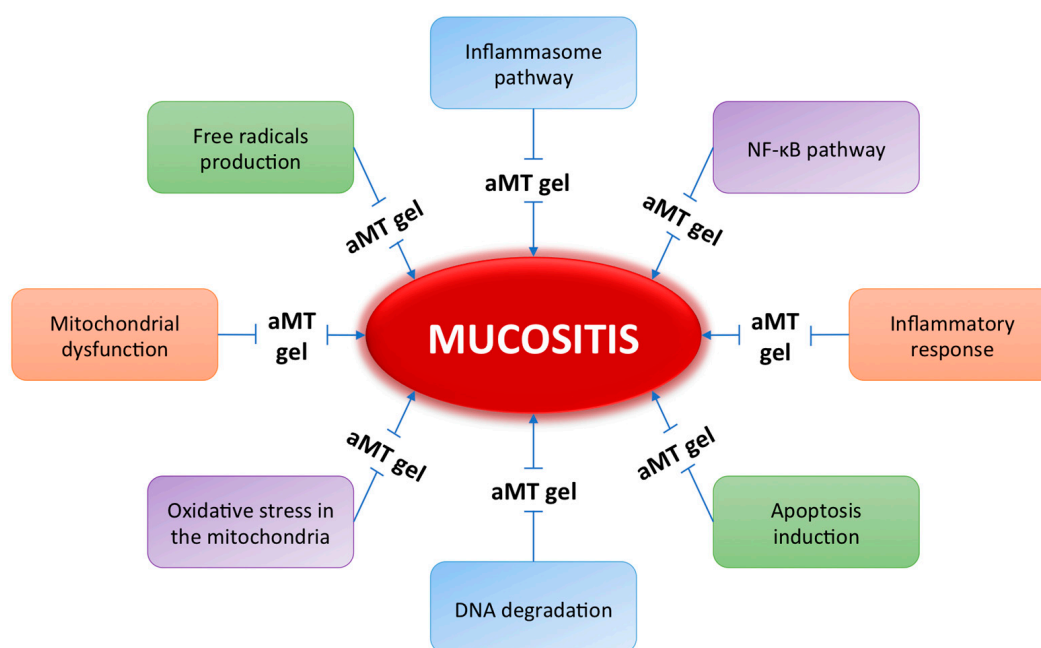 Inflammasome
pathway
Free radicals
production
NF-κB pathway
aMT gel
aMT gel
aMT gel
Mitochondrial
dysfunction
aMT
gel
MUCOSITIS
aMT
gel
Inflammatory
response
aMT gel
aMT gel
aMT gel
Oxidative stress in
the mitochondria
Apoptosis
induction
DNA degradation